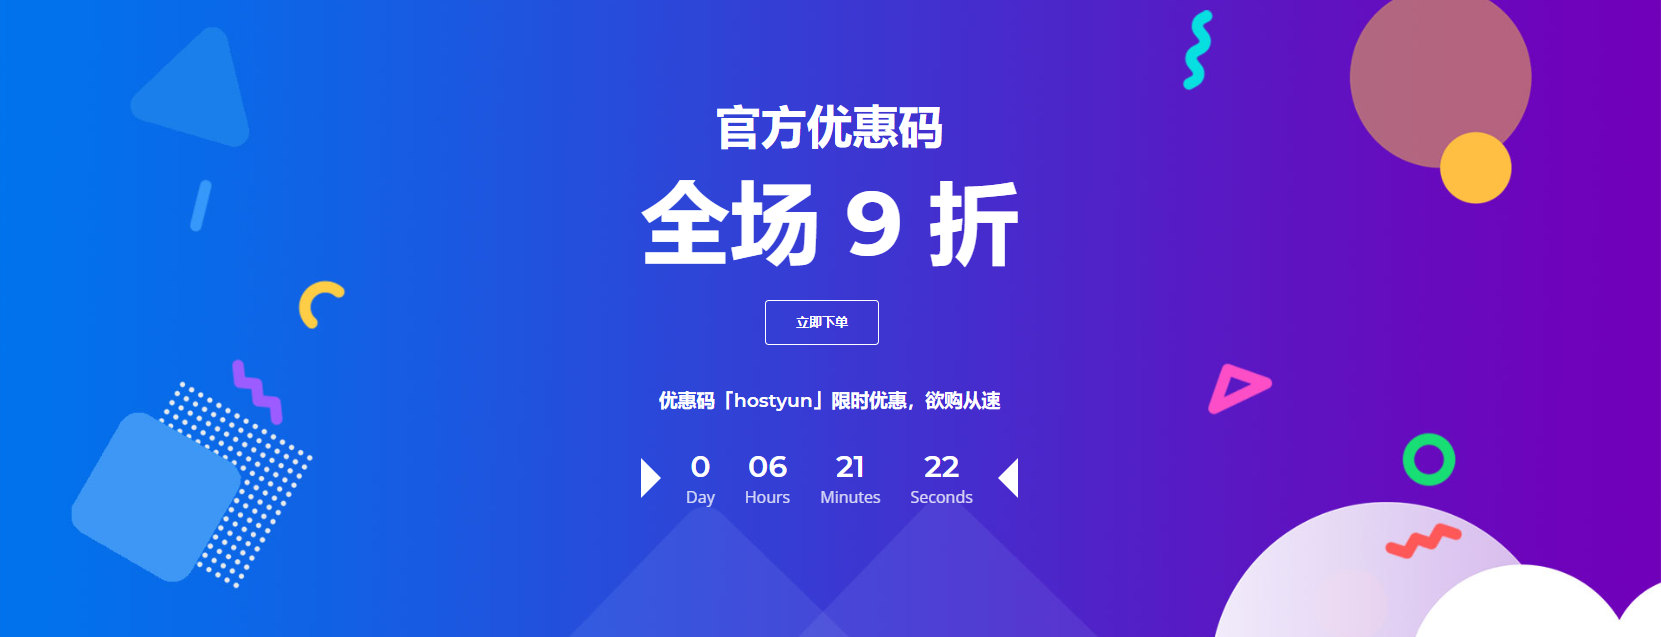 官方优惠码
全场 9 折
立即下单
优惠码「hostyun」限时优惠，欲购从速
0 06 21 22
Day Hours Minutes Seconds